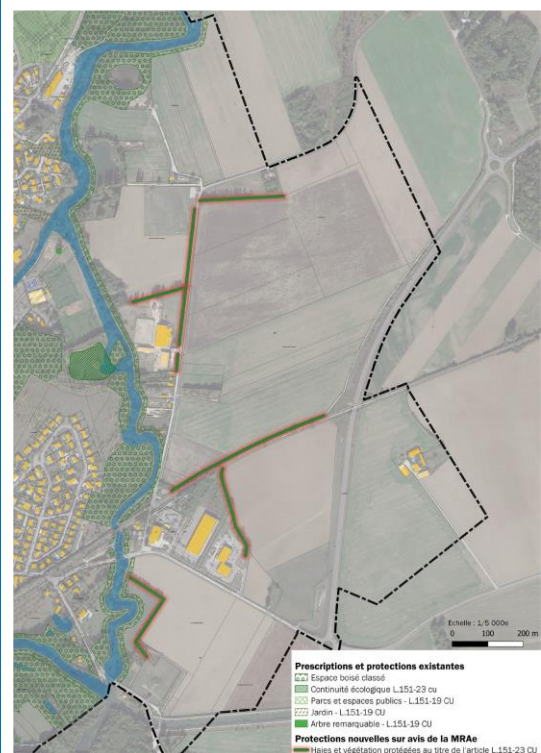 Echelle : 1/5 000e
0 100 200 m
Prescriptions et protections existantes
Espace boisé classé
Continuité écologique L.151-23 cu
Parcs et espaces publics - L.151-19 CU
Jardin - L.151-19 CU
Arbre remarquable - L.151-19 CU
Protections nouvelles sur avis de la MRAe
Haies et végétation protégées au titre de l'article L.151-23 CU